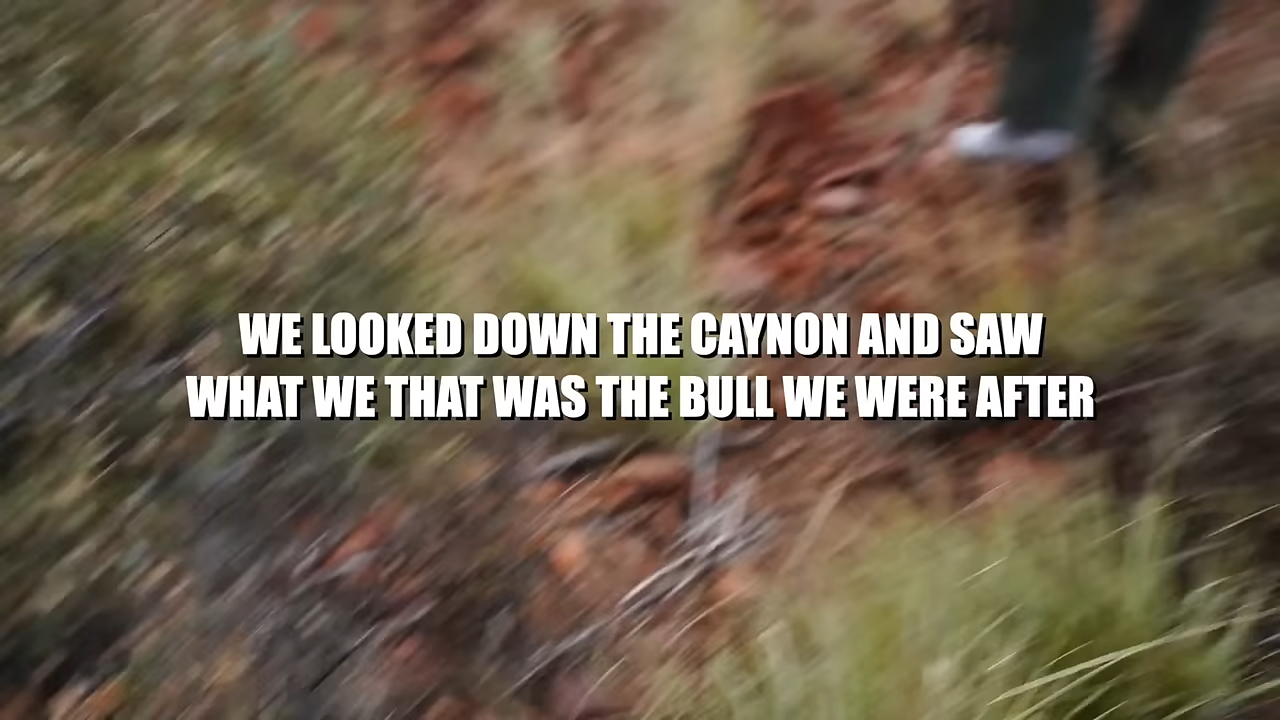 WE LOOKED DOWN THE CAYNON AND SAW
WHAT WE THAT WAS THE BULL WE WERE AFTER